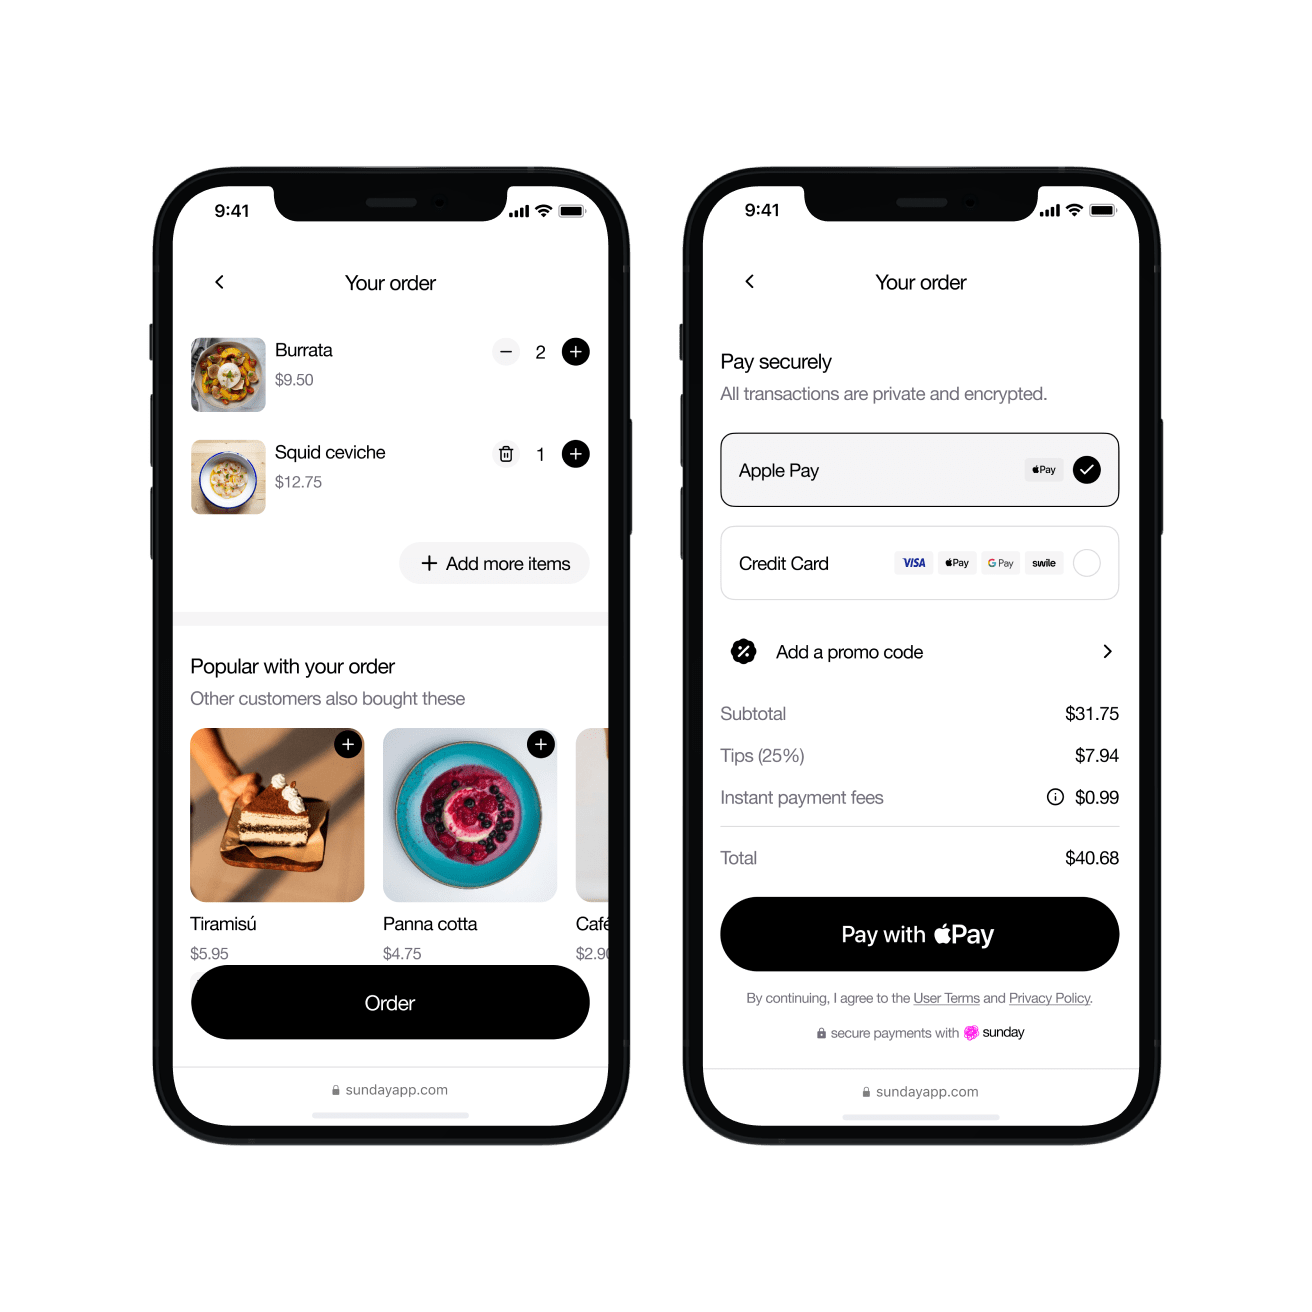 9:41
Your order
Burrata
2
$9.50
Squid ceviche
1
$12.75
Add more items
Popular with your order
Other customers also bought these
Tiramisú
Panna cotta
Café
$5.95
$4.75
$2.90
Order
sundayapp.com
9:41
Your order
Pay securely
All transactions are private and encrypted.
Apple Pay
Pay
Credit Card
VISA
Pay
G Pay
swile
Add a promo code
Subtotal
$31.75
Tips (25%)
$7.94
Instant payment fees
$0.99
Total
$40.68
Pay with Pay
By continuing, I agree to the User Terms and Privacy Policy.
secure payments with sunday
sundayapp.com